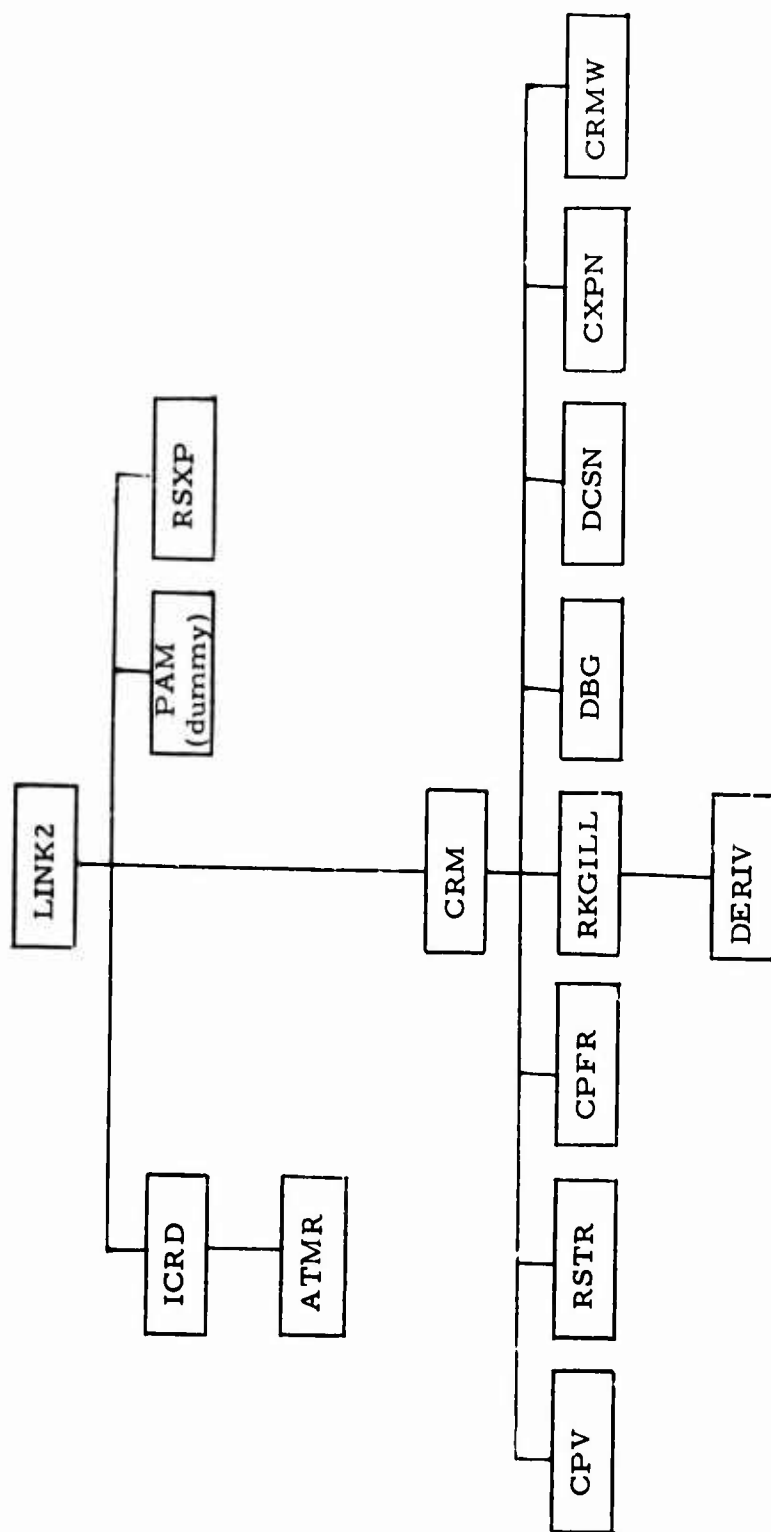 LINK2
ICRD
PAM
(dummy)
RSXP
ATMR
CRM
CPV
RSTR
CPFR
RKGILL
DBG
DCSN
CXPN
CRMW
DERIV